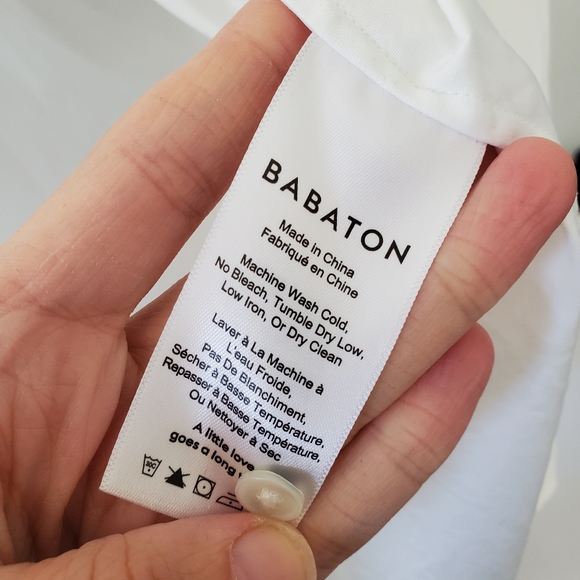 BABATON
Made in China
Fabriqué en Chine
Machine Wash Cold,
No Bleach, Tumble Dry Low,
Low Iron, Or Dry Clean
Laver à La Machine à
L'eau Froide,
Pas De Blanchiment,
Sécher à Basse Température,
Repasser à Basse Température,
Ou Nettoyer à Sec
A little love
goes a long